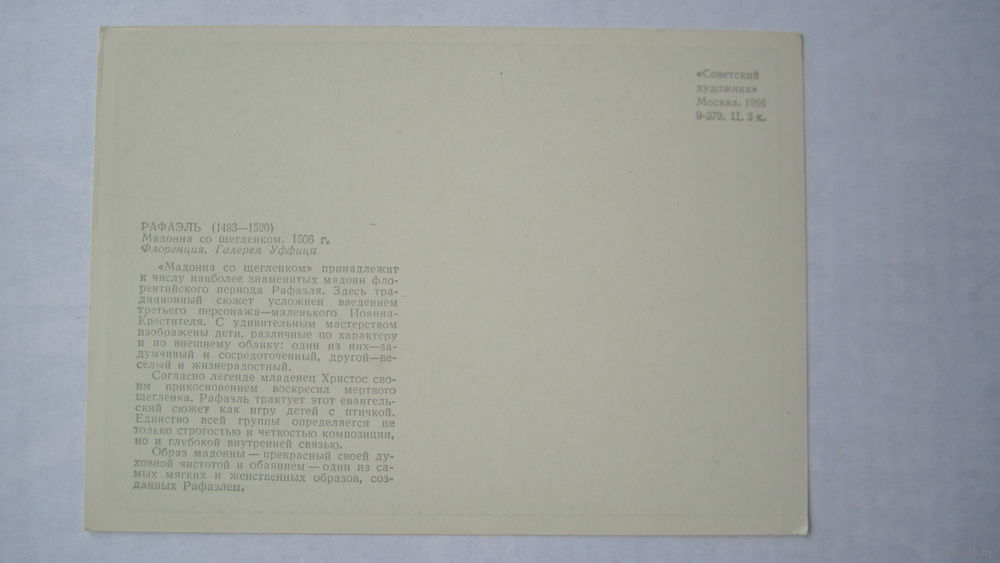 «Советский
художник»
Москва. 1966
9-379. Ц. 3 к.
РАФАЭЛЬ (1483—1520)
Мадонна со щегленком. 1506 г.
Флоренция. Галерея Уффици
«Мадонна со щегленком» принадлежит
к числу наиболее знаменитых мадонн фло-
рентийского периода Рафаэля. Здесь тра-
диционный сюжет усложнен введением
третьего персонажа—маленького Иоанна-
Крестителя. С удивительным мастерством
изображены дети, различные по характеру
и по внешнему облику: один из них—за-
думчивый и сосредоточенный, другой—ве-
селый и жизнерадостный.
Согласно легенде младенец Христос сво-
им прикосновением воскресил мертвого
щегленка. Рафаэль трактует этот евангель-
ский сюжет как игру детей с птичкой.
Единство всей группы определяется не
только строгостью и четкостью композиции,
но и глубокой внутренней связью.
Образ мадонны — прекрасный своей ду-
ховной чистотой и обаянием — один из са-
мых мягких и женственных образов, соз-
данных Рафаэлем.